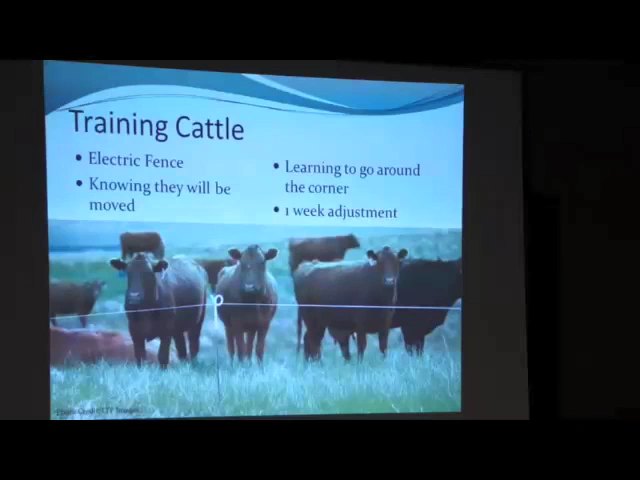 Training Cattle
• Electric Fence
• Knowing they will be
moved
• Learning to go around
the corner
• 1 week adjustment